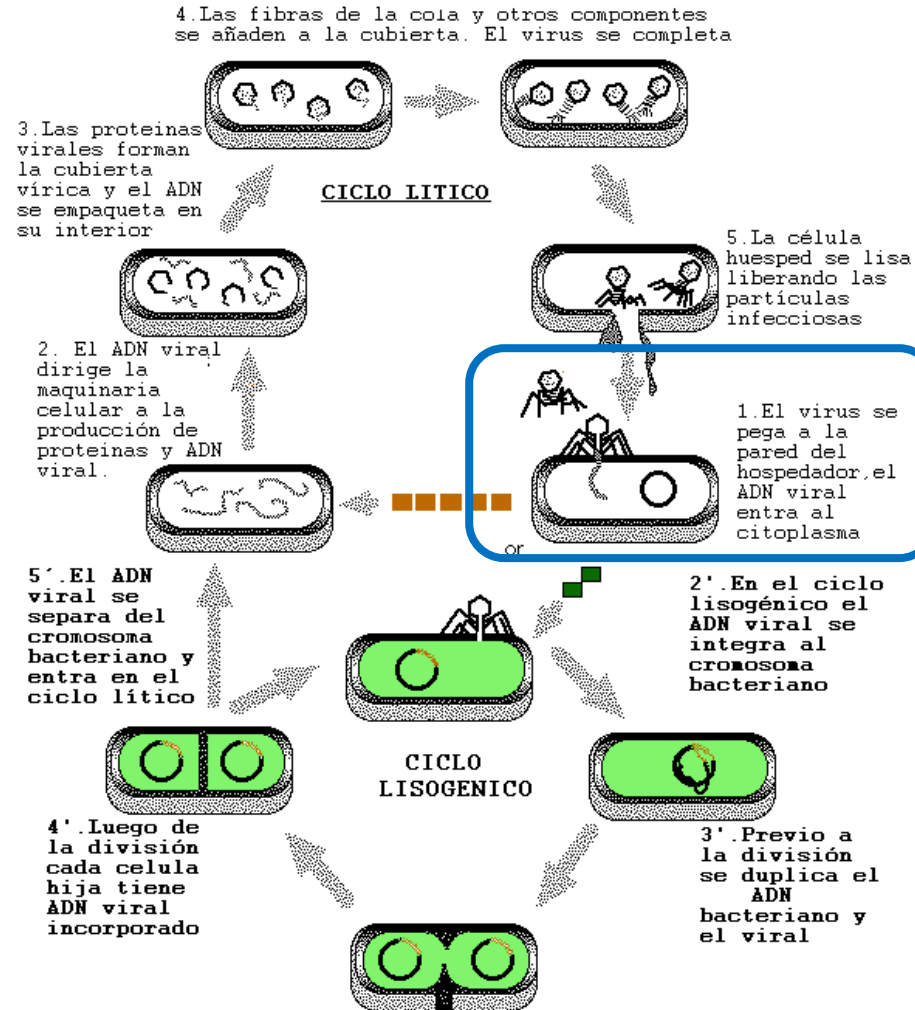 4.Las fibras de la cola y otros componentes
se añaden a la cubierta. El virus se completa
3.Las proteinas
virales forman
la cubierta
vírica y el ADN
se empaqueta en
su interior
CICLO LITICO
5.La célula
huesped se lisa
liberando las
partículas
infecciosas
2. El ADN viral
dirige la
maquinaria
celular a la
producción de
proteinas y ADN
viral.
1.El virus se
pega a la
pared del
hospedador,el
ADN viral
entra al
citoplasma
or
5´.El ADN
viral se
separa del
cromosoma
bacteriano y
entra en el
ciclo lítico
2'.En el ciclo
lisogénico el
ADN viral se
integra al
cromosoma
bacteriano
CICLO
LISOGENICO
4'.Luego de
la división
cada celula
hija tiene
ADN viral
incorporado
3'.Previo a
la división
se duplica el
ADN
bacteriano y
el viral